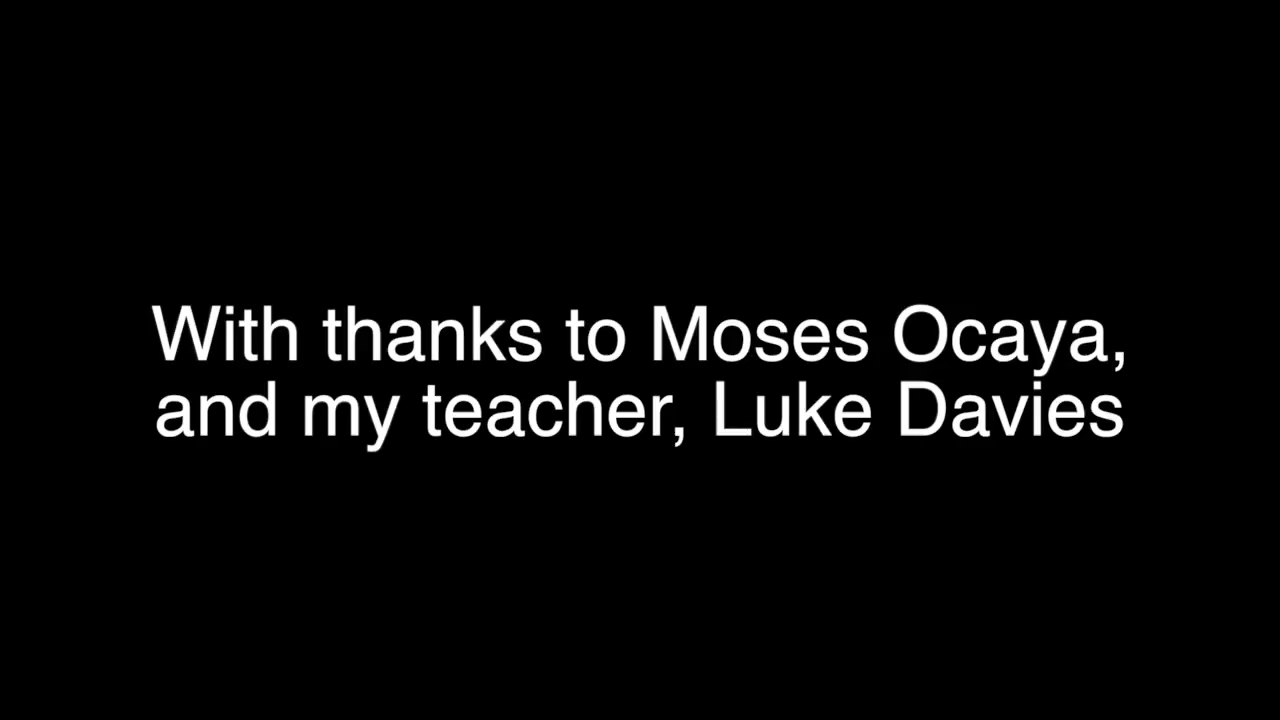 With thanks to Moses Ocaya,
and my teacher, Luke Davies